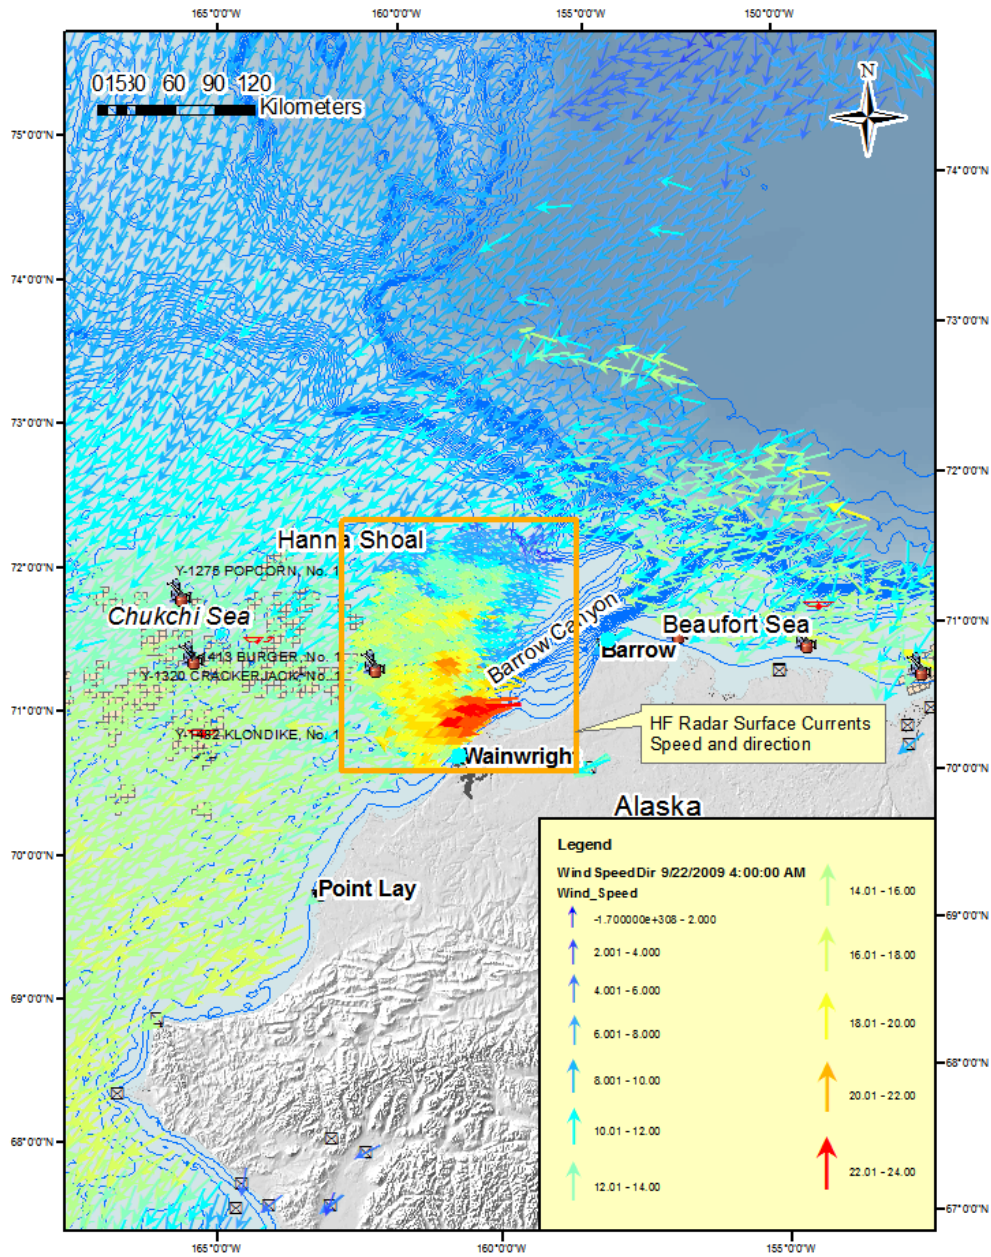 165°0'0"W 160°0'0"W 155°0'0"W 150°0'0"W
01530 60 90 120
Kilometers
N
75°0'0"N
74°0'0"N
74°0'0"N
73°0'0"N
73°0'0"N
72°0'0"N
Hanna Shoal
72°0'0"N
Y-1275 POPCORN, No. 1
Chukchi Sea
Barrow Canyon
Beaufort Sea
71°0'0"N
Barrow
1413 BURGER, No. 1
Y-1320 CRACKERJACK, No. 1
71°0'0"N
Y-1482 KLONDIKE, No. 1
HF Radar Surface Currents
Speed and direction
Wainwright
70°0'0"N
Alaska
70°0'0"N
Point Lay
69°0'0"N
69°0'0"N
68°0'0"N
68°0'0"N
67°0'0"N
Legend
Wind SpeedDir 9/22/2009 4:00:00 AM
Wind_Speed
-1.700000e+308 - 2.000
2.001 - 4.000
4.001 - 6.000
6.001 - 8.000
8.001 - 10.00
10.01 - 12.00
12.01 - 14.00
14.01 - 16.00
16.01 - 18.00
18.01 - 20.00
20.01 - 22.00
22.01 - 24.00
165°0'0"W 160°0'0"W 155°0'0"W